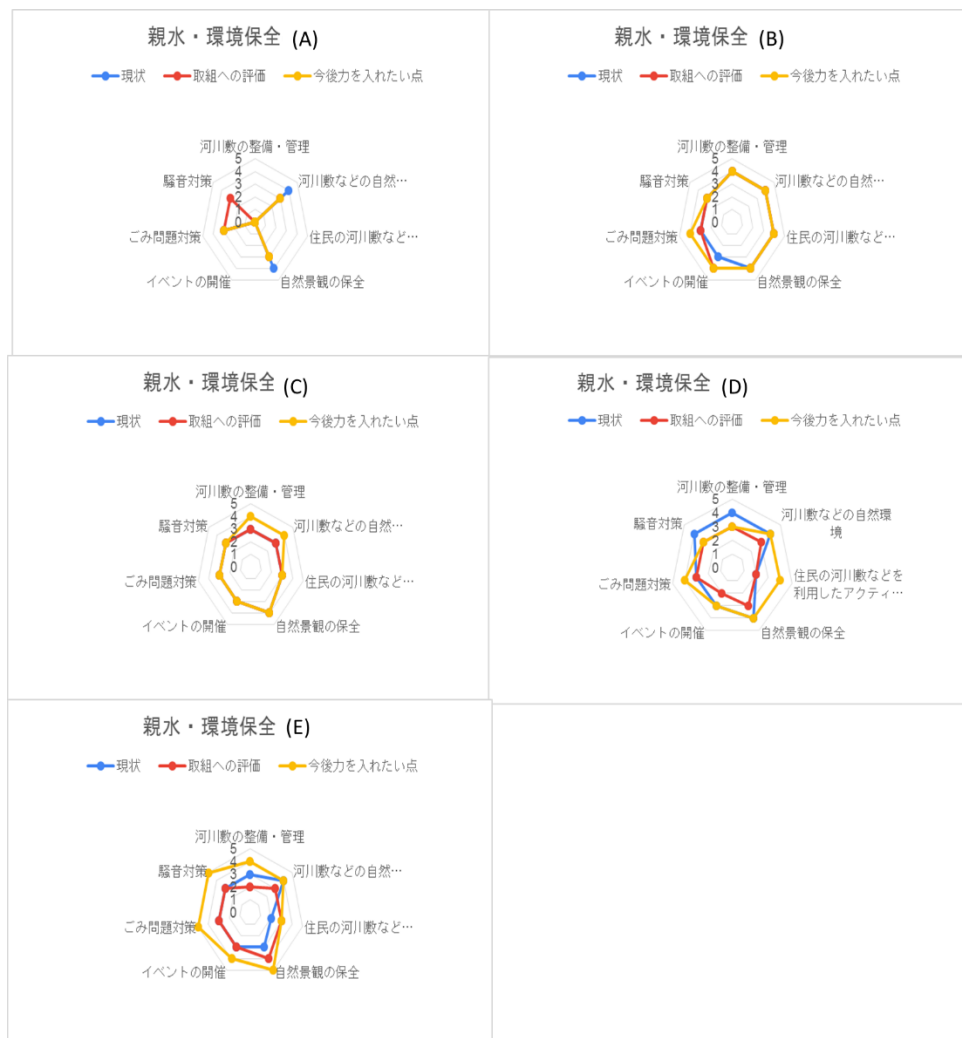 親水・環境保全 (A)
現状 取組への評価 今後力を入れたい点
河川敷の整備・管理
5
4
3
2
1
0
河川敷などの自然…
住民の河川敷など…
自然景観の保全
イベントの開催
ごみ問題対策
騒音対策
親水・環境保全 (B)
現状 取組への評価 今後力を入れたい点
河川敷の整備・管理
5
4
3
2
1
0
河川敷などの自然…
住民の河川敷など…
自然景観の保全
イベントの開催
ごみ問題対策
騒音対策
親水・環境保全 (C)
現状 取組への評価 今後力を入れたい点
河川敷の整備・管理
5
4
3
2
1
0
河川敷などの自然…
住民の河川敷など…
自然景観の保全
イベントの開催
ごみ問題対策
騒音対策
親水・環境保全 (D)
現状 取組への評価 今後力を入れたい点
河川敷の整備・管理
5
4
3
2
1
0
河川敷などの自然環
境
住民の河川敷などを
利用したアクティ…
自然景観の保全
イベントの開催
ごみ問題対策
騒音対策
親水・環境保全 (E)
現状 取組への評価 今後力を入れたい点
河川敷の整備・管理
5
4
3
2
1
0
河川敷などの自然…
住民の河川敷など…
自然景観の保全
イベントの開催
ごみ問題対策
騒音対策